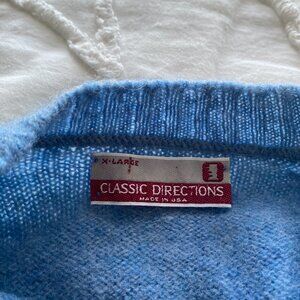 X-LARGE
CLASSIC DIRECTIONS
MADE IN USA